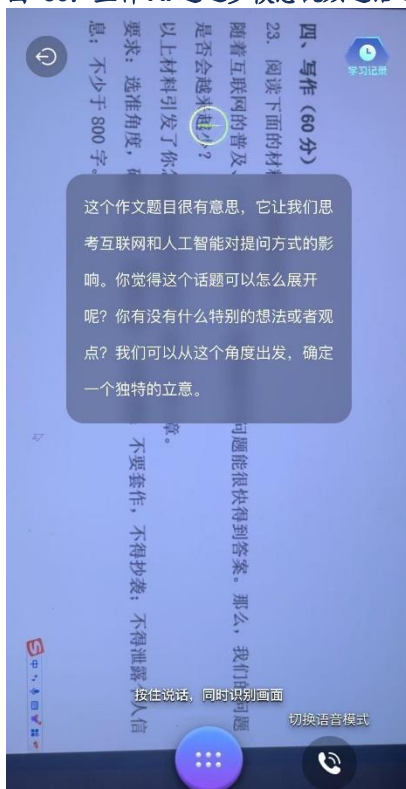 学习记录
四、写作（60 分）
23. 阅读下面的材
随着互联网的普及、
问题能很快得到答案。那么，我们的问题
是否会越来越少？
以上材料引发了你
章。
要求：选准角度，
不要套作，不得抄袭；不得泄露
人信
息；不少于 800 字。
这个作文题目很有意思，它让我们思
考互联网和人工智能对提问方式的影
响。你觉得这个话题可以怎么展开
呢？你有没有什么特别的想法或者观
点？我们可以从这个角度出发，确定
一个独特的立意。
按住说话，同时识别画面
切换语音模式
中